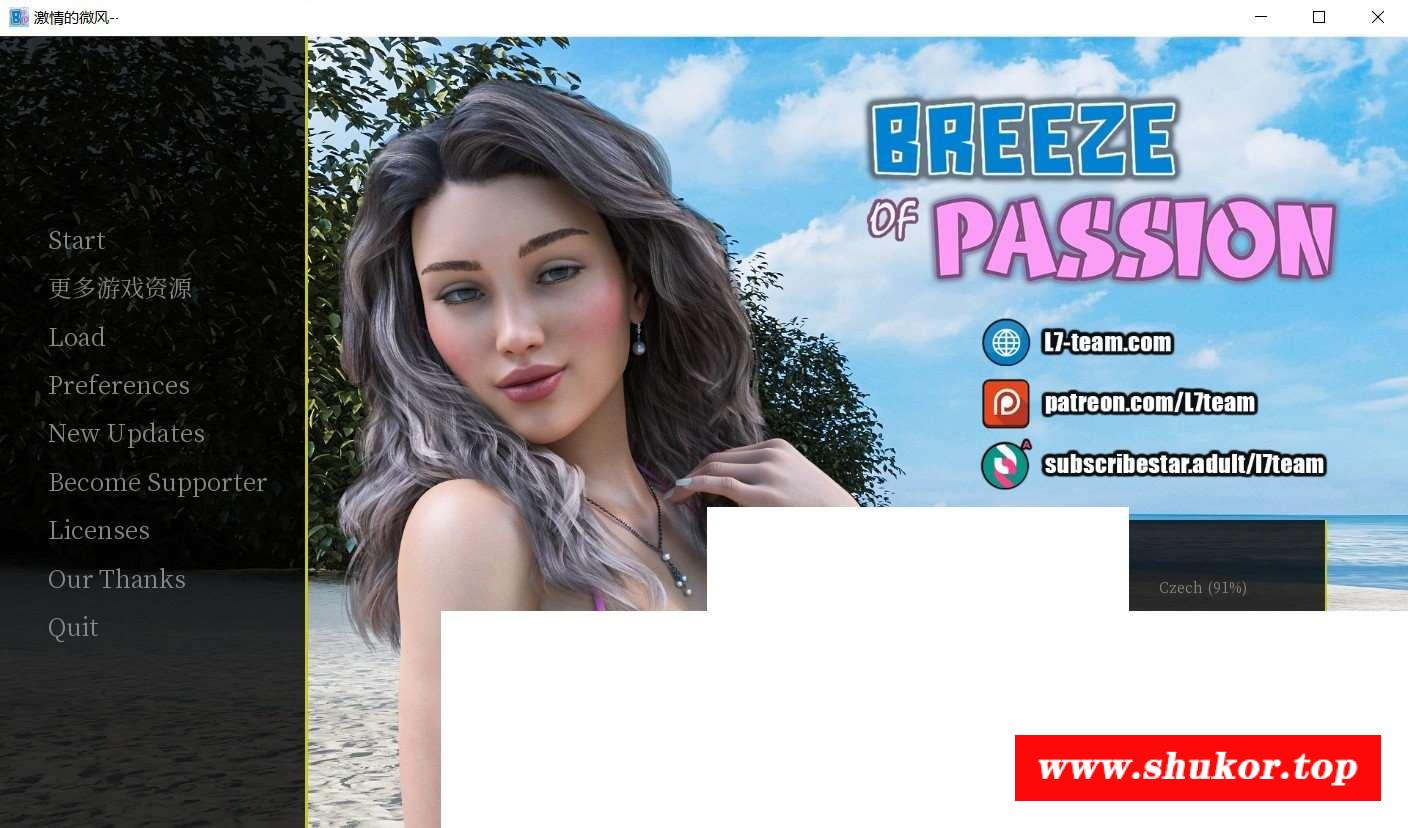 激情的微风--
Start
更多游戏资源
Load
Preferences
New Updates
Become Supporter
Licenses
Our Thanks
Quit
BREEZE
OF PASSION
L7-team.com
patreon.com/L7team
subscribestar.adult/l7team
Czech (91%)
www.shukor.top